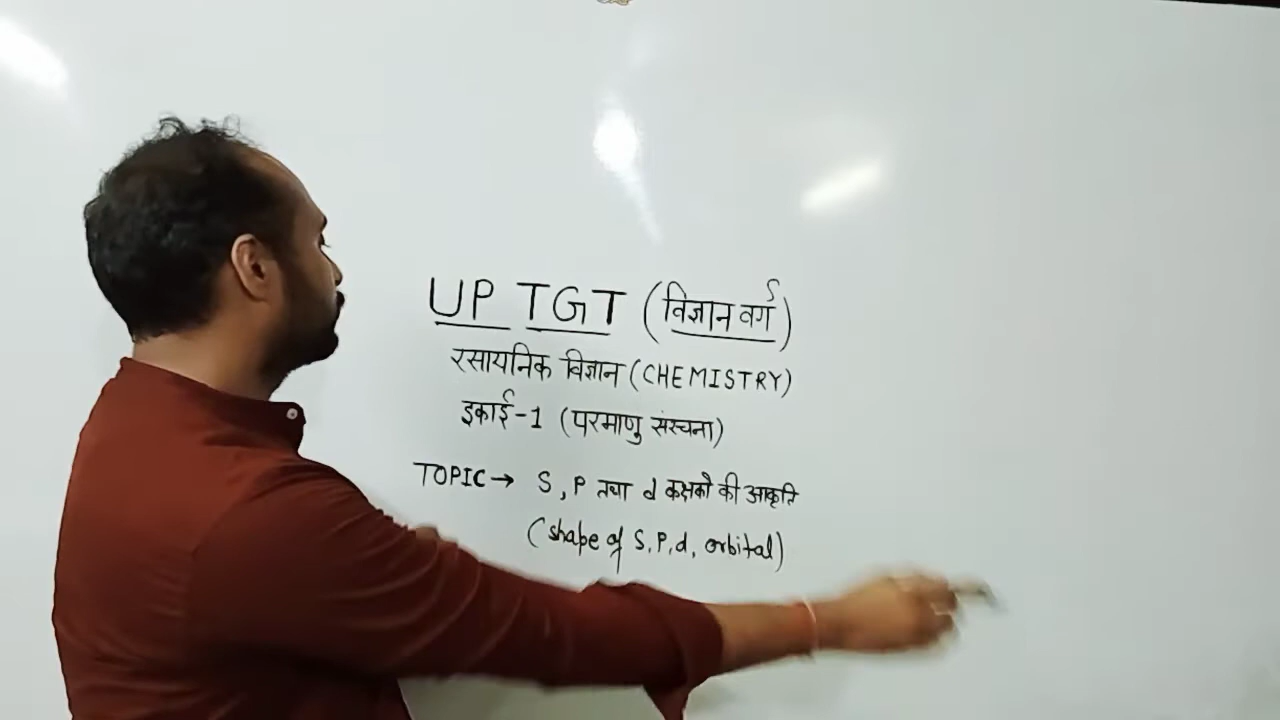 UP TGT (विज्ञान वर्ग)
रसायनिक विज्ञान (CHEMISTRY)
इकाई-1 (परमाणु संरचना)
TOPIC → S, P तथा d कक्षकों की आकृति
(shape of S, P, d, orbital)